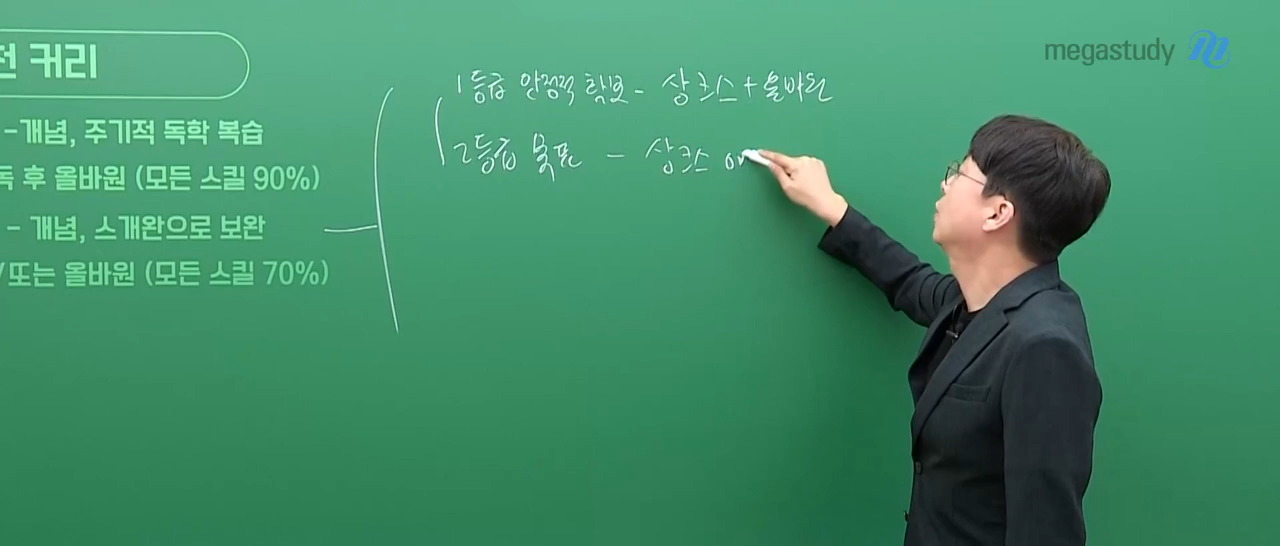 megastudy
천 커리
-개념, 주기적 독학 복습
독 후 올바원 (모든 스킬 90%)
- 개념, 스개완으로 보완
/또는 올바원 (모든 스킬 70%)
1등급 안정적 확보 - 상크스 + 올바원
2등급 목표 - 상크스 or